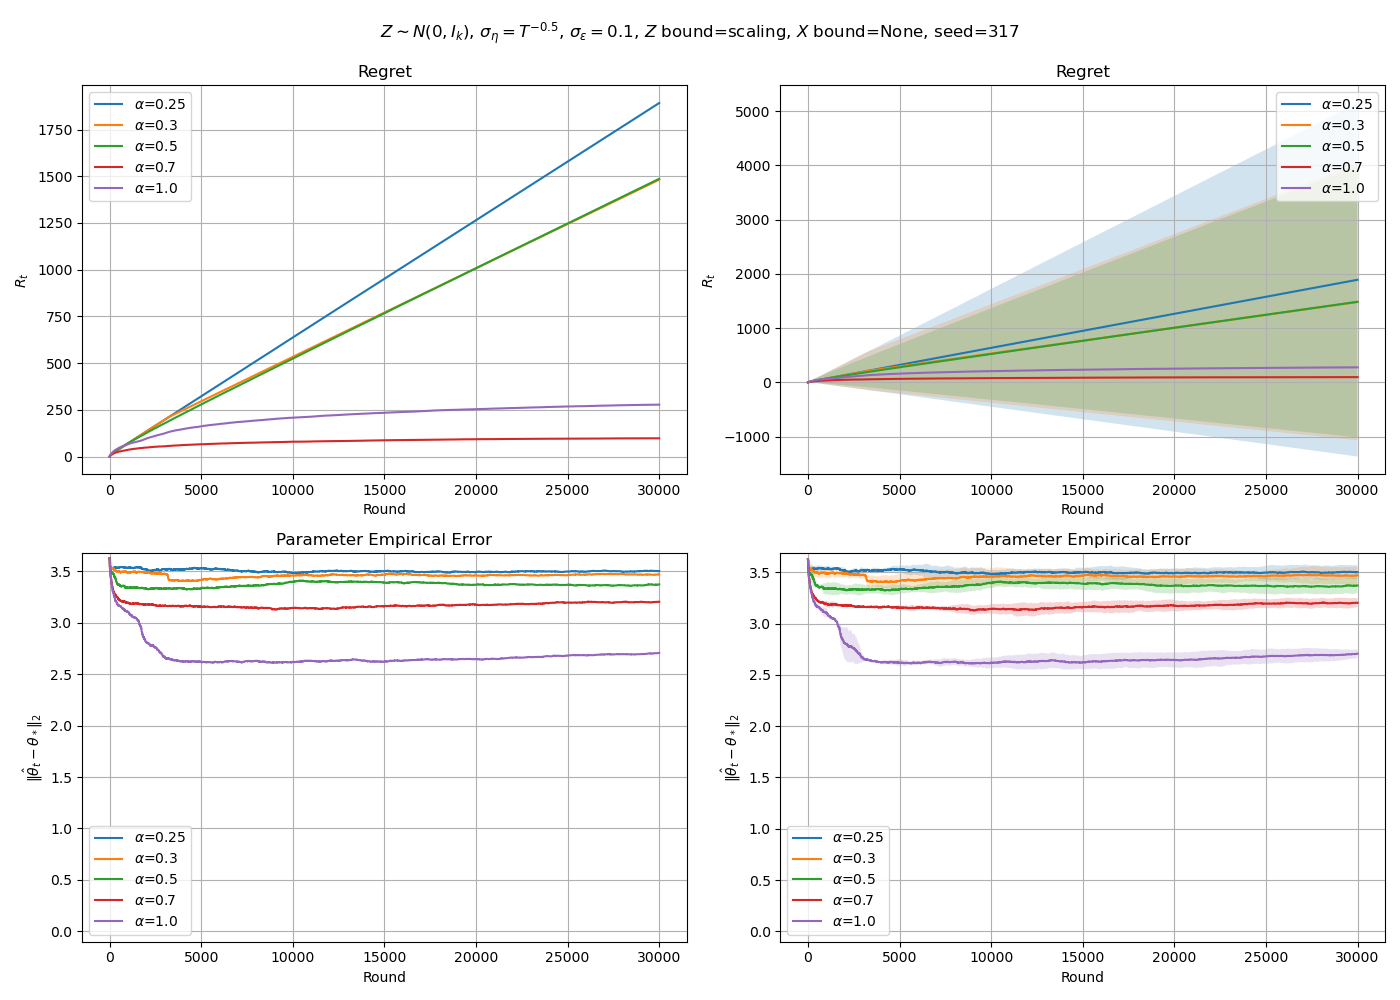 Z ∼ N(0, I_k), σ_η = T^{−0.5}, σ_ε = 0.1, Z bound=scaling, X bound=None, seed=317
Regret
R_t
1750
1500
1250
1000
750
500
250
0
α=0.25
α=0.3
α=0.5
α=0.7
α=1.0
0 5000 10000 15000 20000 25000 30000
Round
Regret
R_t
5000
4000
3000
2000
1000
0
−1000
α=0.25
α=0.3
α=0.5
α=0.7
α=1.0
0 5000 10000 15000 20000 25000 30000
Round
Parameter Empirical Error
‖θ̂_t − θ_*‖_2
3.5
3.0
2.5
2.0
1.5
1.0
0.5
0.0
α=0.25
α=0.3
α=0.5
α=0.7
α=1.0
0 5000 10000 15000 20000 25000 30000
Round
Parameter Empirical Error
‖θ̂_t − θ_*‖_2
3.5
3.0
2.5
2.0
1.5
1.0
0.5
0.0
α=0.25
α=0.3
α=0.5
α=0.7
α=1.0
0 5000 10000 15000 20000 25000 30000
Round